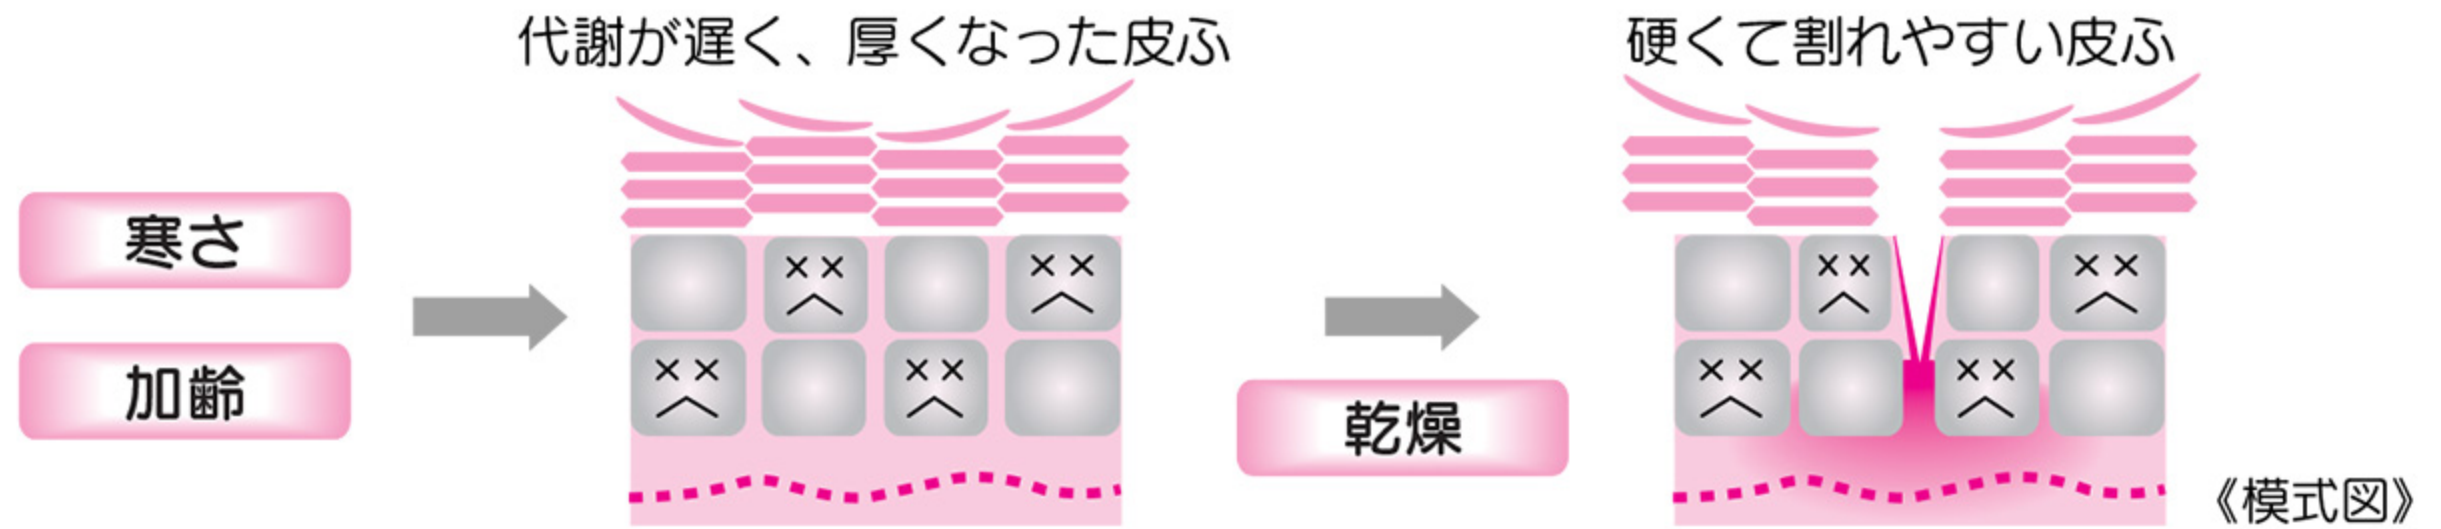 代謝が遅く、厚くなった皮ふ
硬くて割れやすい皮ふ
寒さ
加齢
乾燥
《模式図》